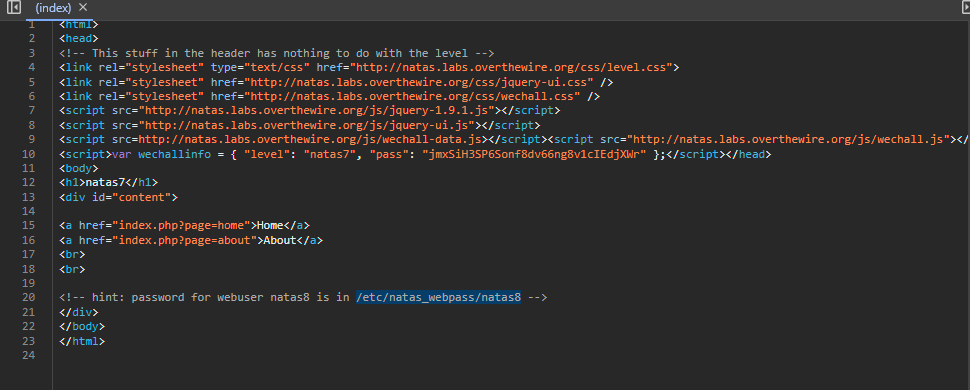 (index) ×
1 <html>
2 <head>
3 <!-- This stuff in the header has nothing to do with the level -->
4 <link rel="stylesheet" type="text/css" href="http://natas.labs.overthewire.org/css/level.css">
5 <link rel="stylesheet" href="http://natas.labs.overthewire.org/css/jquery-ui.css" />
6 <link rel="stylesheet" href="http://natas.labs.overthewire.org/css/wechall.css" />
7 <script src="http://natas.labs.overthewire.org/js/jquery-1.9.1.js"></script>
8 <script src="http://natas.labs.overthewire.org/js/jquery-ui.js"></script>
9 <script src=http://natas.labs.overthewire.org/js/wechall-data.js></script><script src="http://natas.labs.overthewire.org/js/wechall.js"></
10 <script>var wechallinfo = { "level": "natas7", "pass": "jmxSiH3SP6Sonf8dv66ng8v1cIEdjXWr" };</script></head>
11 <body>
12 <h1>natas7</h1>
13 <div id="content">
14
15 <a href="index.php?page=home">Home</a>
16 <a href="index.php?page=about">About</a>
17 <br>
18 <br>
19
20 <!-- hint: password for webuser natas8 is in /etc/natas_webpass/natas8 -->
21 </div>
22 </body>
23 </html>
24